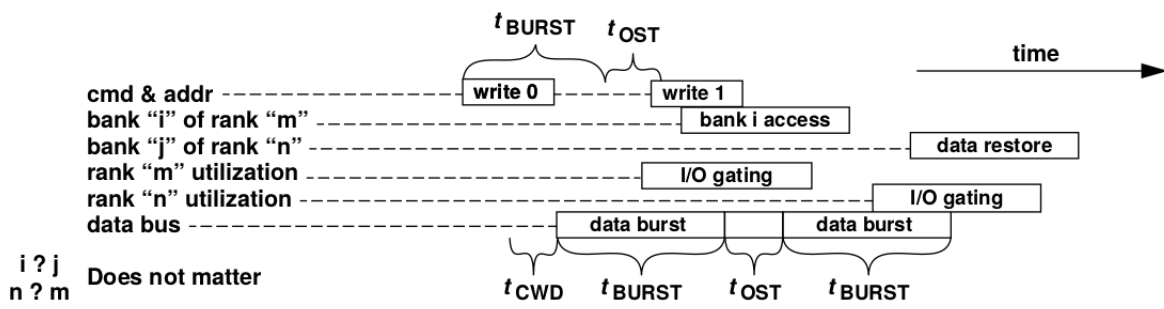 tBURST tOST
time
cmd & addr write 0 write 1
bank “i” of rank “m” bank i access
bank “j” of rank “n” data restore
rank “m” utilization I/O gating
rank “n” utilization I/O gating
data bus data burst data burst
i ? j
n ? m
Does not matter
tCWD tBURST tOST tBURST